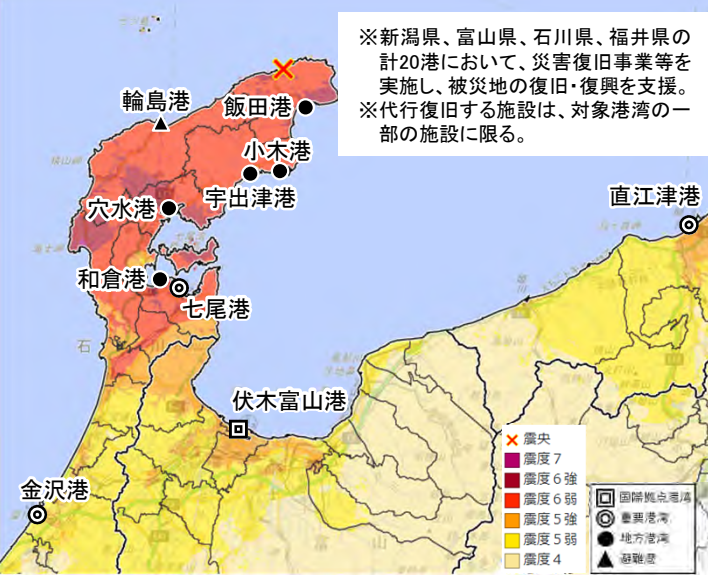 ※新潟県、富山県、石川県、福井県の
計20港において、災害復旧事業等を
実施し、被災地の復旧・復興を支援。
※代行復旧する施設は、対象港湾の一
部の施設に限る。
輪島港
飯田港
小木港
宇出津港
穴水港
直江津港
和倉港
七尾港
石
川
伏木富山港
金沢港
富
山
震央
震度7
震度6強
震度6弱
震度5強
震度5弱
震度4
国際拠点港湾
重要港湾
地方港湾
避難港